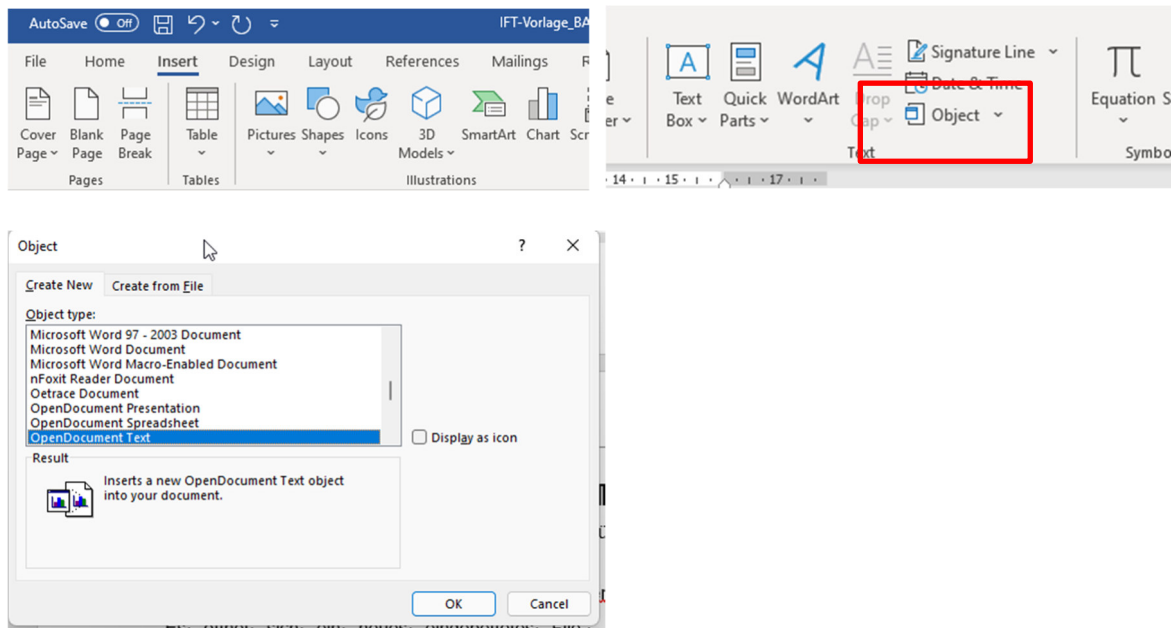 AutoSave Off IFT-Vorlage_BA
File Home Insert Design Layout References Mailings
Cover Page Blank Page Page Break Table Pictures Shapes Icons 3D Models SmartArt Chart Scr
Pages Tables Illustrations
Signature Line
Date & Time
Object
Text Box Quick Parts WordArt Drop Cap Equation S
Text Symbo
14 15 17
Object ? X
Create New Create from File
Object type:
Microsoft Word 97 - 2003 Document
Microsoft Word Document
Microsoft Word Macro-Enabled Document
nFoxit Reader Document
Oetrace Document
OpenDocument Presentation
OpenDocument Spreadsheet
OpenDocument Text
Display as icon
Result
Inserts a new OpenDocument Text object
into your document.
OK Cancel